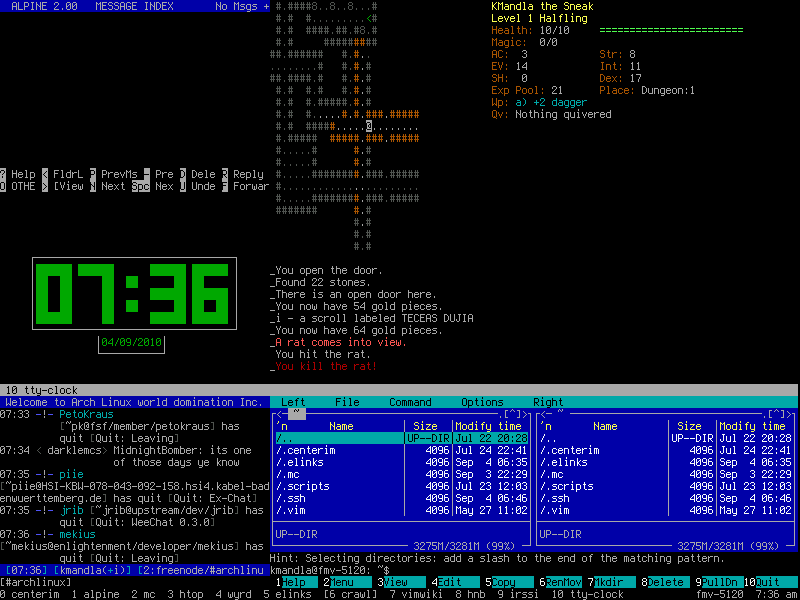 ALPINE 2.00   MESSAGE INDEX      No Msgs +
? Help < FldrL P PrevMs - Pre D Dele R Reply
O OTHE > [View N Next Spc Nex U Unde F Forwar
07:36
04/09/2010
#.####8..8...8...#
#.#............<#
#.# #.##.##.#8.#
#.# #########
##.###### #.#..
........# #.#.#
#.# ##### #.#.#
#.# #...# #.#.#
#.# #.##### #.#.#
#.# #.....#.#.###.#####
#.# #####.....@........
#.##### #####.###.#####
#.....# #.#
#.###.# #.#
#.######### #.###.#####
#......................
#.#########.###.#####
####### #.#
#.#
#.#
#.#
KMandla the Sneak
Level 1 Halfling
Health: 10/10 ========================
Magic:  0/0
AC:  3            Str: 8
EV: 14            Int: 11
SH:  0            Dex: 17
Exp Pool: 21      Place: Dungeon:1
Wp: a) +2 dagger
Qv: Nothing quivered
_You open the door.
_Found 22 stones.
_There is an open door here.
_You now have 54 gold pieces.
_i - a scroll labeled TECEAS DUJIA
_You now have 64 gold pieces.
_A rat comes into view.
You hit the rat.
_You kill the rat!
10 tty-clock
Welcome to Arch Linux world domination Inc.
07:33 -!- PetoKraus
[~pk@fsf/member/petokraus] has
quit [Quit: Leaving]
07:34 < darklemcs> MidnightBomber: its one
of those days ye know
07:35 -!- piie
[~piie@HSI-KBW-078-043-092-158.hsi4.kabel-bad
enwuerttemberg.de] has quit [Quit: Ex-Chat]
07:35 -!- jrib [~jrib@upstream/dev/jrib] has
quit [Quit: WeeChat 0.3.0]
07:36 -!- mekius
[~mekius@enlightenment/developer/mekius] has
quit [Quit: Leaving]
[07:36] [kmandla(+i)] [2:freenode/#archlinu
[#archlinux]
Left     File     Command     Options     Right
<- ~ .[^]>
'n    Name    Size    Modify time
/..    UP--DIR    Jul 22 20:28
/.centerim    4096    Jul 24 22:41
/.elinks    4096    Sep  4 06:35
/.mc    4096    Sep  3 22:29
/.scripts    4096    Jul 23 12:03
/.ssh    4096    Sep  4 06:46
/.vim    4096    May 27 11:02
UP--DIR
3275M/3281M (99%)
<- ~ .[^]>
'n    Name    Size    Modify time
/..    UP--DIR    Jul 22 20:28
/.centerim    4096    Jul 24 22:41
/.elinks    4096    Sep  4 06:35
/.mc    4096    Sep  3 22:29
/.scripts    4096    Jul 23 12:03
/.ssh    4096    Sep  4 06:46
/.vim    4096    May 27 11:02
UP--DIR
3275M/3281M (99%)
Hint: Selecting directories: add a slash to the end of the matching pattern.
kmandla@fmv-5120: ~$
1Help  2Menu  3View  4Edit  5Copy  6RenMov 7Mkdir  8Delete 9PullDn 10Quit
0 centerim  1 alpine  2 mc  3 htop  4 wyrd  5 elinks  [6 crawl]  7 vimwiki  8 hnb  9 irssi  10 tty-clock     fmv-5120  7:36 am